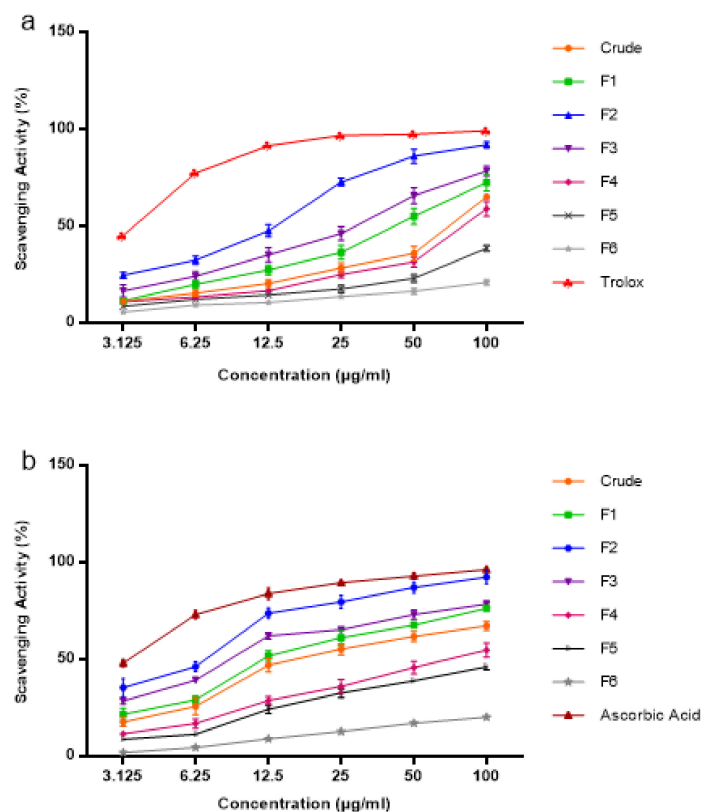 a
150
100
50
0
Scavenging Activity (%)
3.125 6.25 12.5 25 50 100
Concentration (µg/ml)
Crude
F1
F2
F3
F4
F5
F6
Trolox
b
150
100
50
0
Scavenging Activity (%)
3.125 6.25 12.5 25 50 100
Concentration (µg/ml)
Crude
F1
F2
F3
F4
F5
F6
Ascorbic Acid